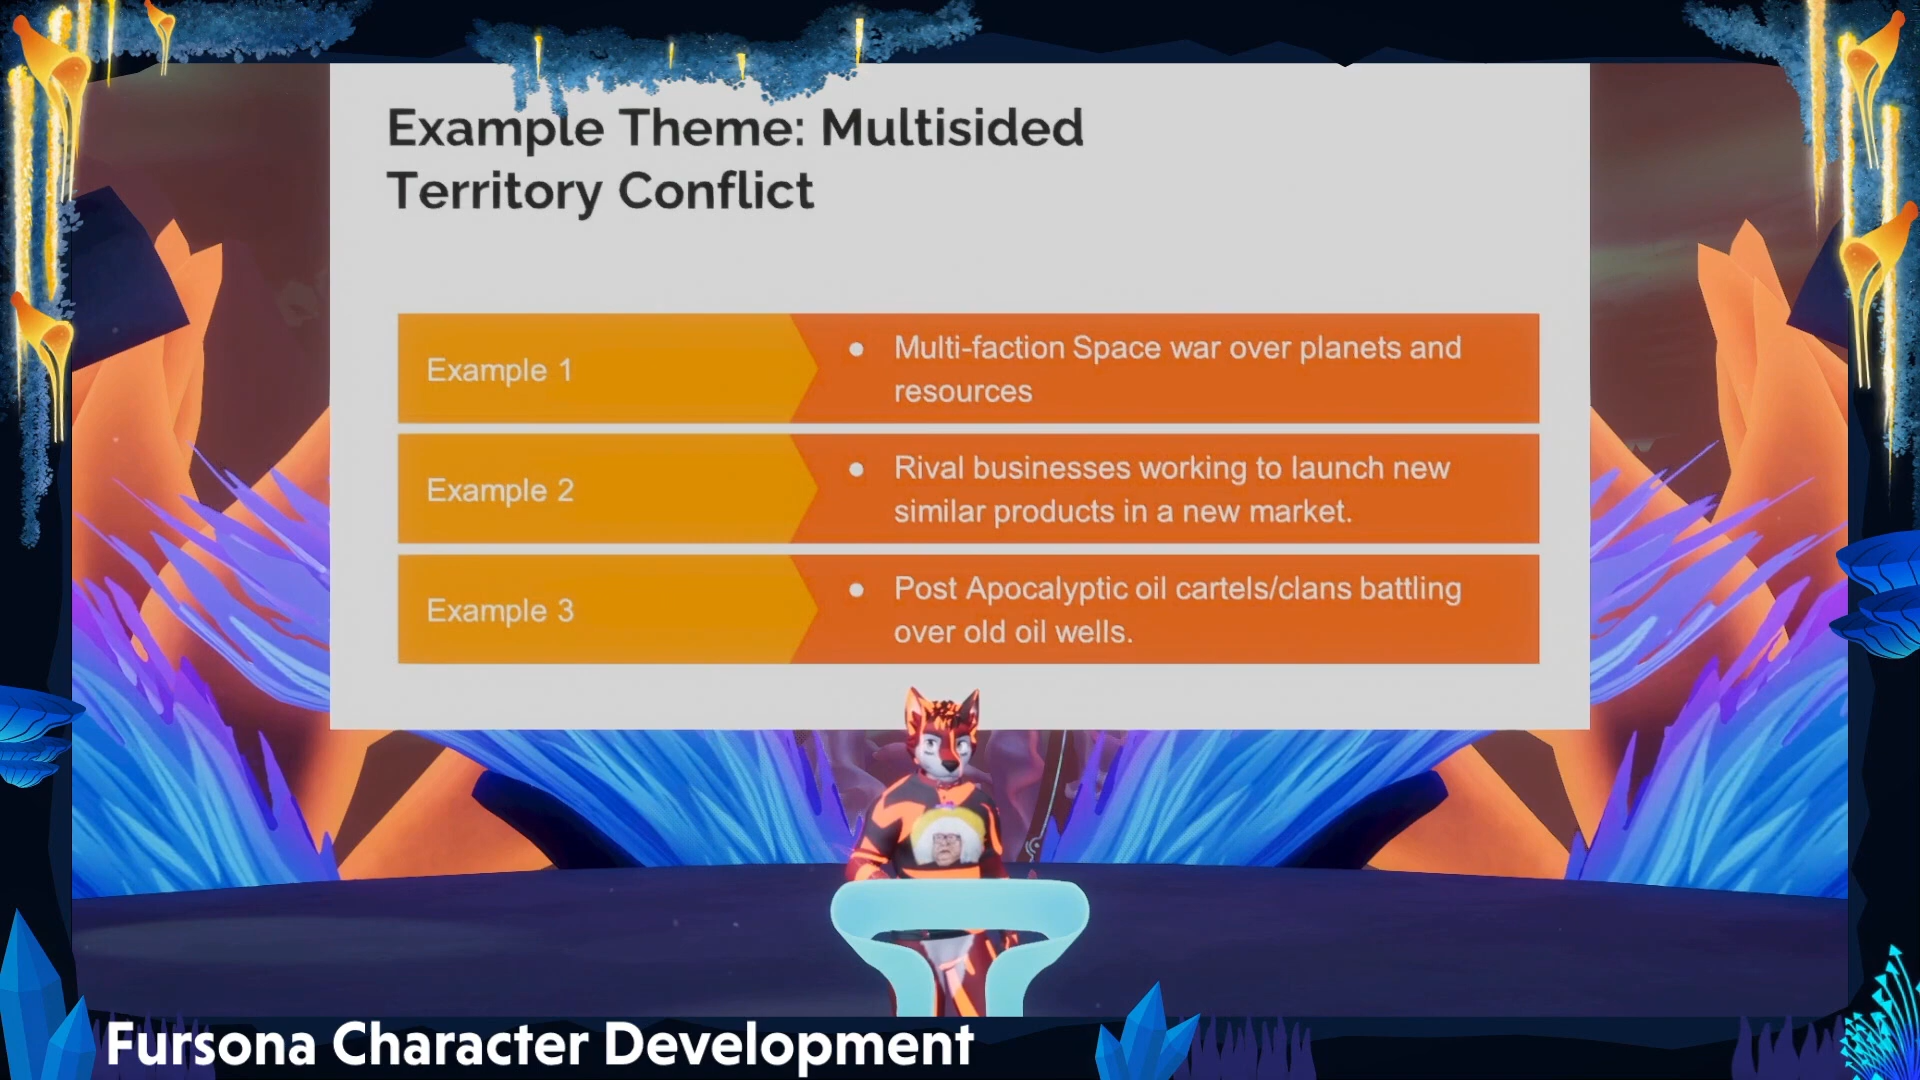 Example Theme: Multisided
Territory Conflict
Example 1
● Multi-faction Space war over planets and
resources
Example 2
● Rival businesses working to launch new
similar products in a new market.
Example 3
● Post Apocalyptic oil cartels/clans battling
over old oil wells.
Fursona Character Development